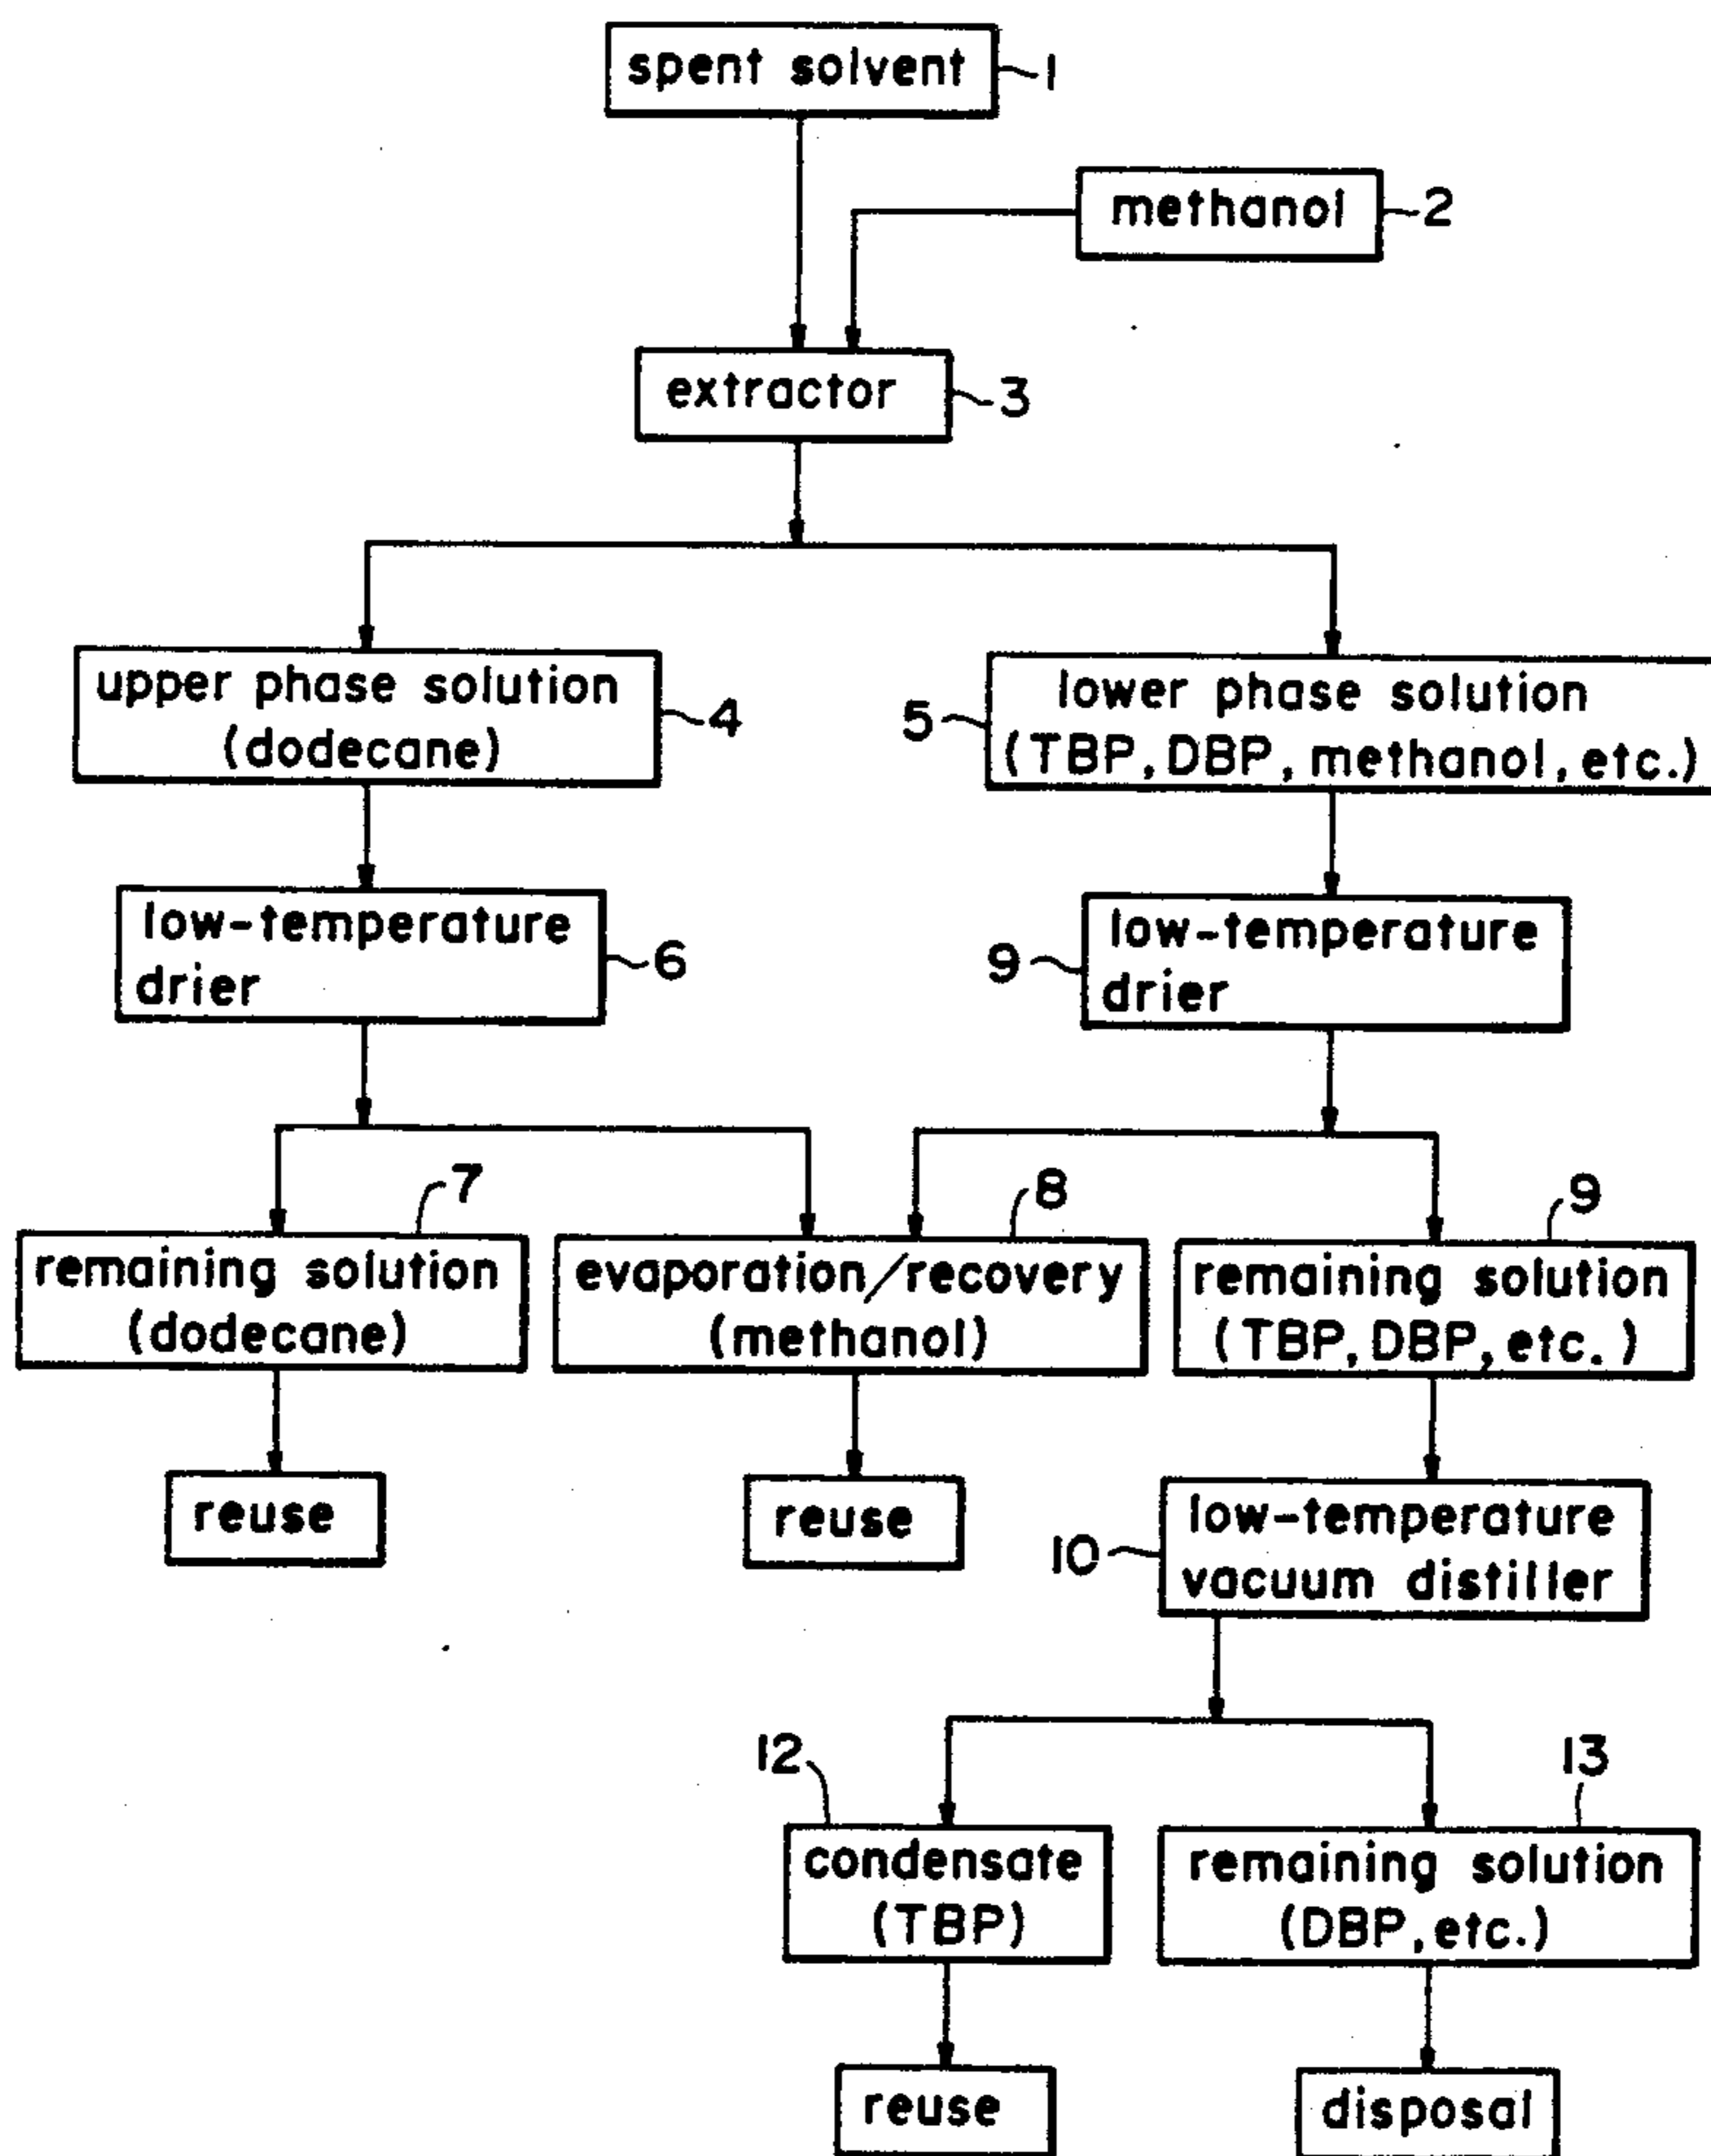 spent solvent
1
methanol
2
extractor
3
upper phase solution
(dodecane)
4
5
lower phase solution
(TBP, DBP, methanol, etc.)
low-temperature
drier
6
9
low-temperature
drier
7
remaining solution
(dodecane)
8
evaporation/recovery
(methanol)
9
remaining solution
(TBP, DBP, etc.)
reuse
reuse
10
low-temperature
vacuum distiller
12
condensate
(TBP)
13
remaining solution
(DBP, etc.)
reuse
disposal